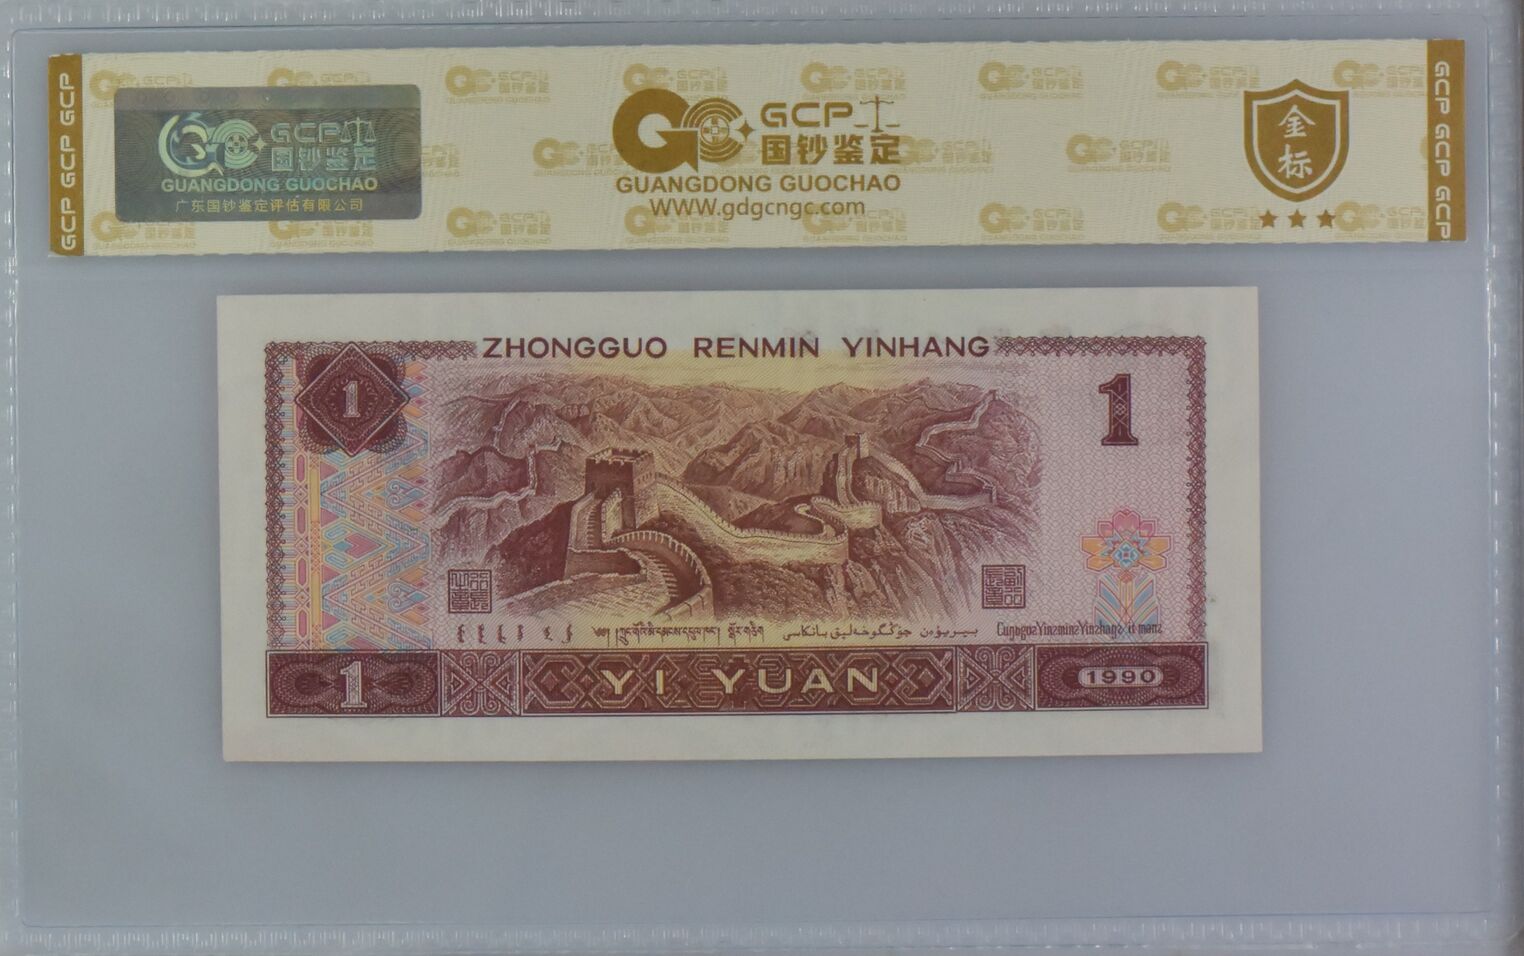 GCP GCP GCP
GCP
国钞鉴定
GUANGDONG GUOCHAO
广东国钞鉴定评估有限公司
GCP
国钞鉴定
GUANGDONG GUOCHAO
WWW.gdgcngc.com
金
标
GCP GCP GCP
ZHONGGUO RENMIN YINHANG
1
1
1
YI YUAN
1990